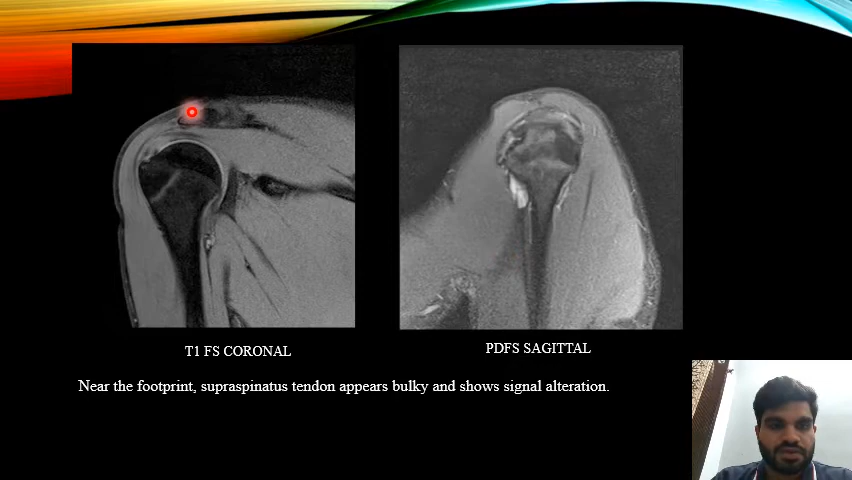 T1 FS CORONAL
PDFS SAGITTAL
Near the footprint, supraspinatus tendon appears bulky and shows signal alteration.